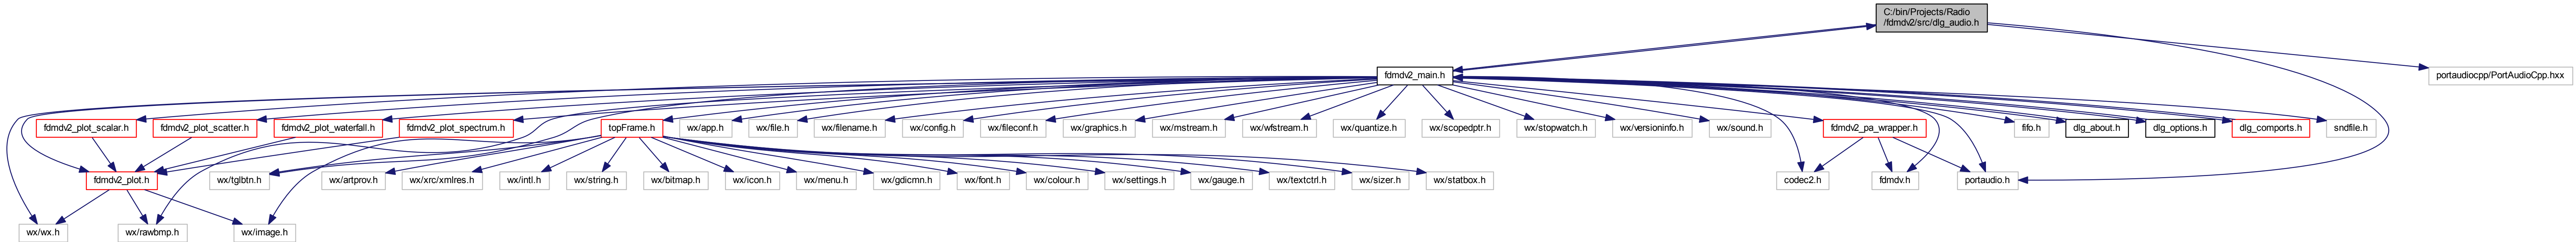 C:/bin/Projects/Radio
/fdmdv2/src/dlg_audio.h
fdmdv2_main.h
portaudiocpp/PortAudioCpp.hxx
fdmdv2_plot_scalar.h
fdmdv2_plot_scatter.h
fdmdv2_plot_waterfall.h
fdmdv2_plot_spectrum.h
topFrame.h
wx/app.h
wx/file.h
wx/filename.h
wx/config.h
wx/fileconf.h
wx/graphics.h
wx/mstream.h
wx/wfstream.h
wx/quantize.h
wx/scopedptr.h
wx/stopwatch.h
wx/versioninfo.h
wx/sound.h
fdmdv2_pa_wrapper.h
fifo.h
dlg_about.h
dlg_options.h
dlg_comports.h
sndfile.h
fdmdv2_plot.h
wx/tglbtn.h
wx/artprov.h
wx/xrc/xmlres.h
wx/intl.h
wx/string.h
wx/bitmap.h
wx/icon.h
wx/menu.h
wx/gdicmn.h
wx/font.h
wx/colour.h
wx/settings.h
wx/gauge.h
wx/textctrl.h
wx/sizer.h
wx/statbox.h
codec2.h
fdmdv.h
portaudio.h
wx/wx.h
wx/rawbmp.h
wx/image.h